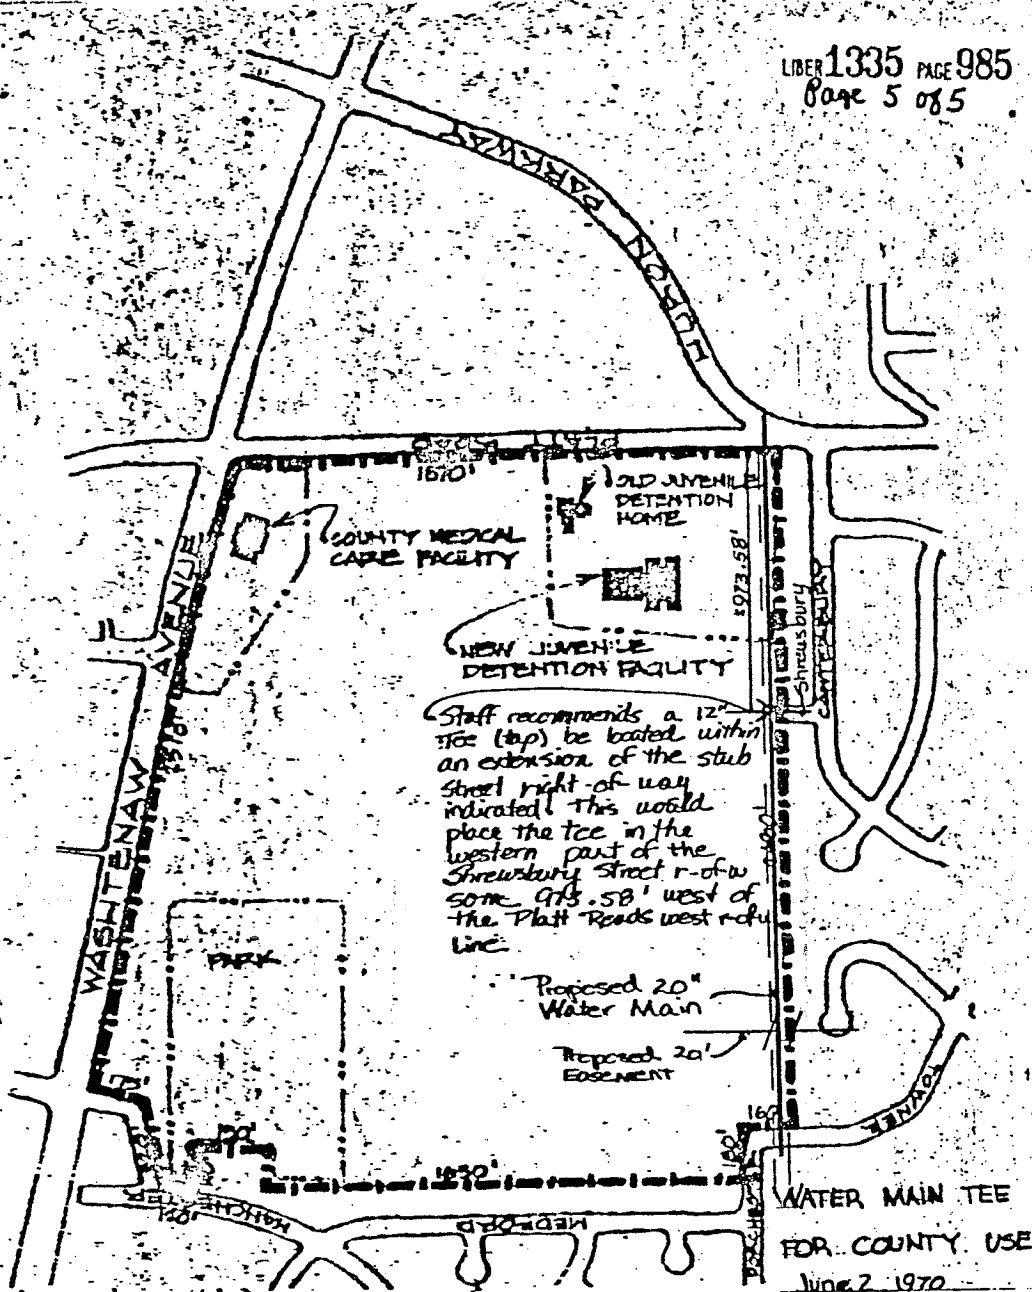 LIBER 1335 PAGE 985
Page 5 of 5
HURON PARKWAY
1670'
OLD JUVENILE
DETENTION
HOME
COUNTY MEDICAL
CARE FACILITY
±973.58'
NEW JUVENILE
DETENTION FACILITY
Shrewsbury
CANTERBURY
WASHTENAW AVENUE
Staff recommends a 12"
Tee (tap) be located within
an extension of the stub
street right-of way
indicated. This would
place the tee in the
western part of the
Shrewsbury Street r-of-w
some 973.58' west of
the Platt Roads west r-of-w
Line
PARK
Proposed 20"
Water Main
Proposed 20'
EASEMENT
TOWNER
160'
180'
1650'
MEDFORD
WATER MAIN TEE
FOR COUNTY USE
June 2 1970